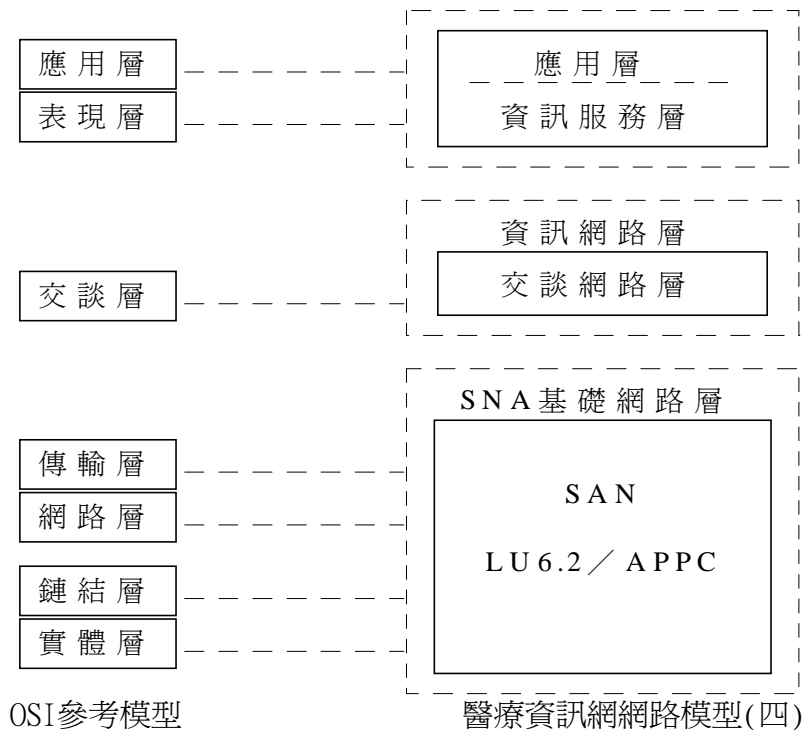 應用層
表現層
交談層
傳輸層
網路層
鏈結層
實體層
OSI參考模型
應用層
資訊服務層
資訊網路層
交談網路層
SNA基礎網路層
SAN
LU6.2／APPC
醫療資訊網網路模型(四)